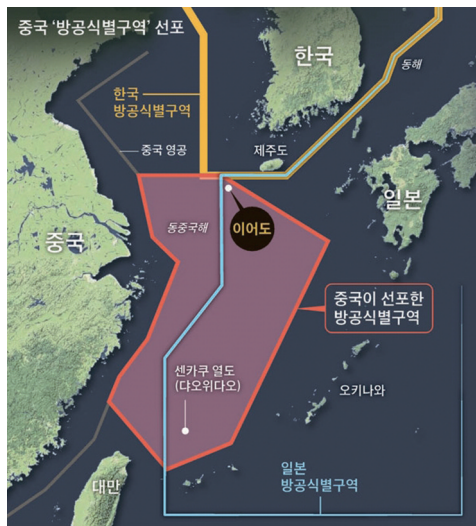 중국 ‘방공식별구역’ 선포
한국
동해
한국
방공식별구역
중국 영공
제주도
일본
동중국해
이어도
중국
중국이 선포한
방공식별구역
센카쿠 열도
(댜오위다오)
오키나와
일본
방공식별구역
대만